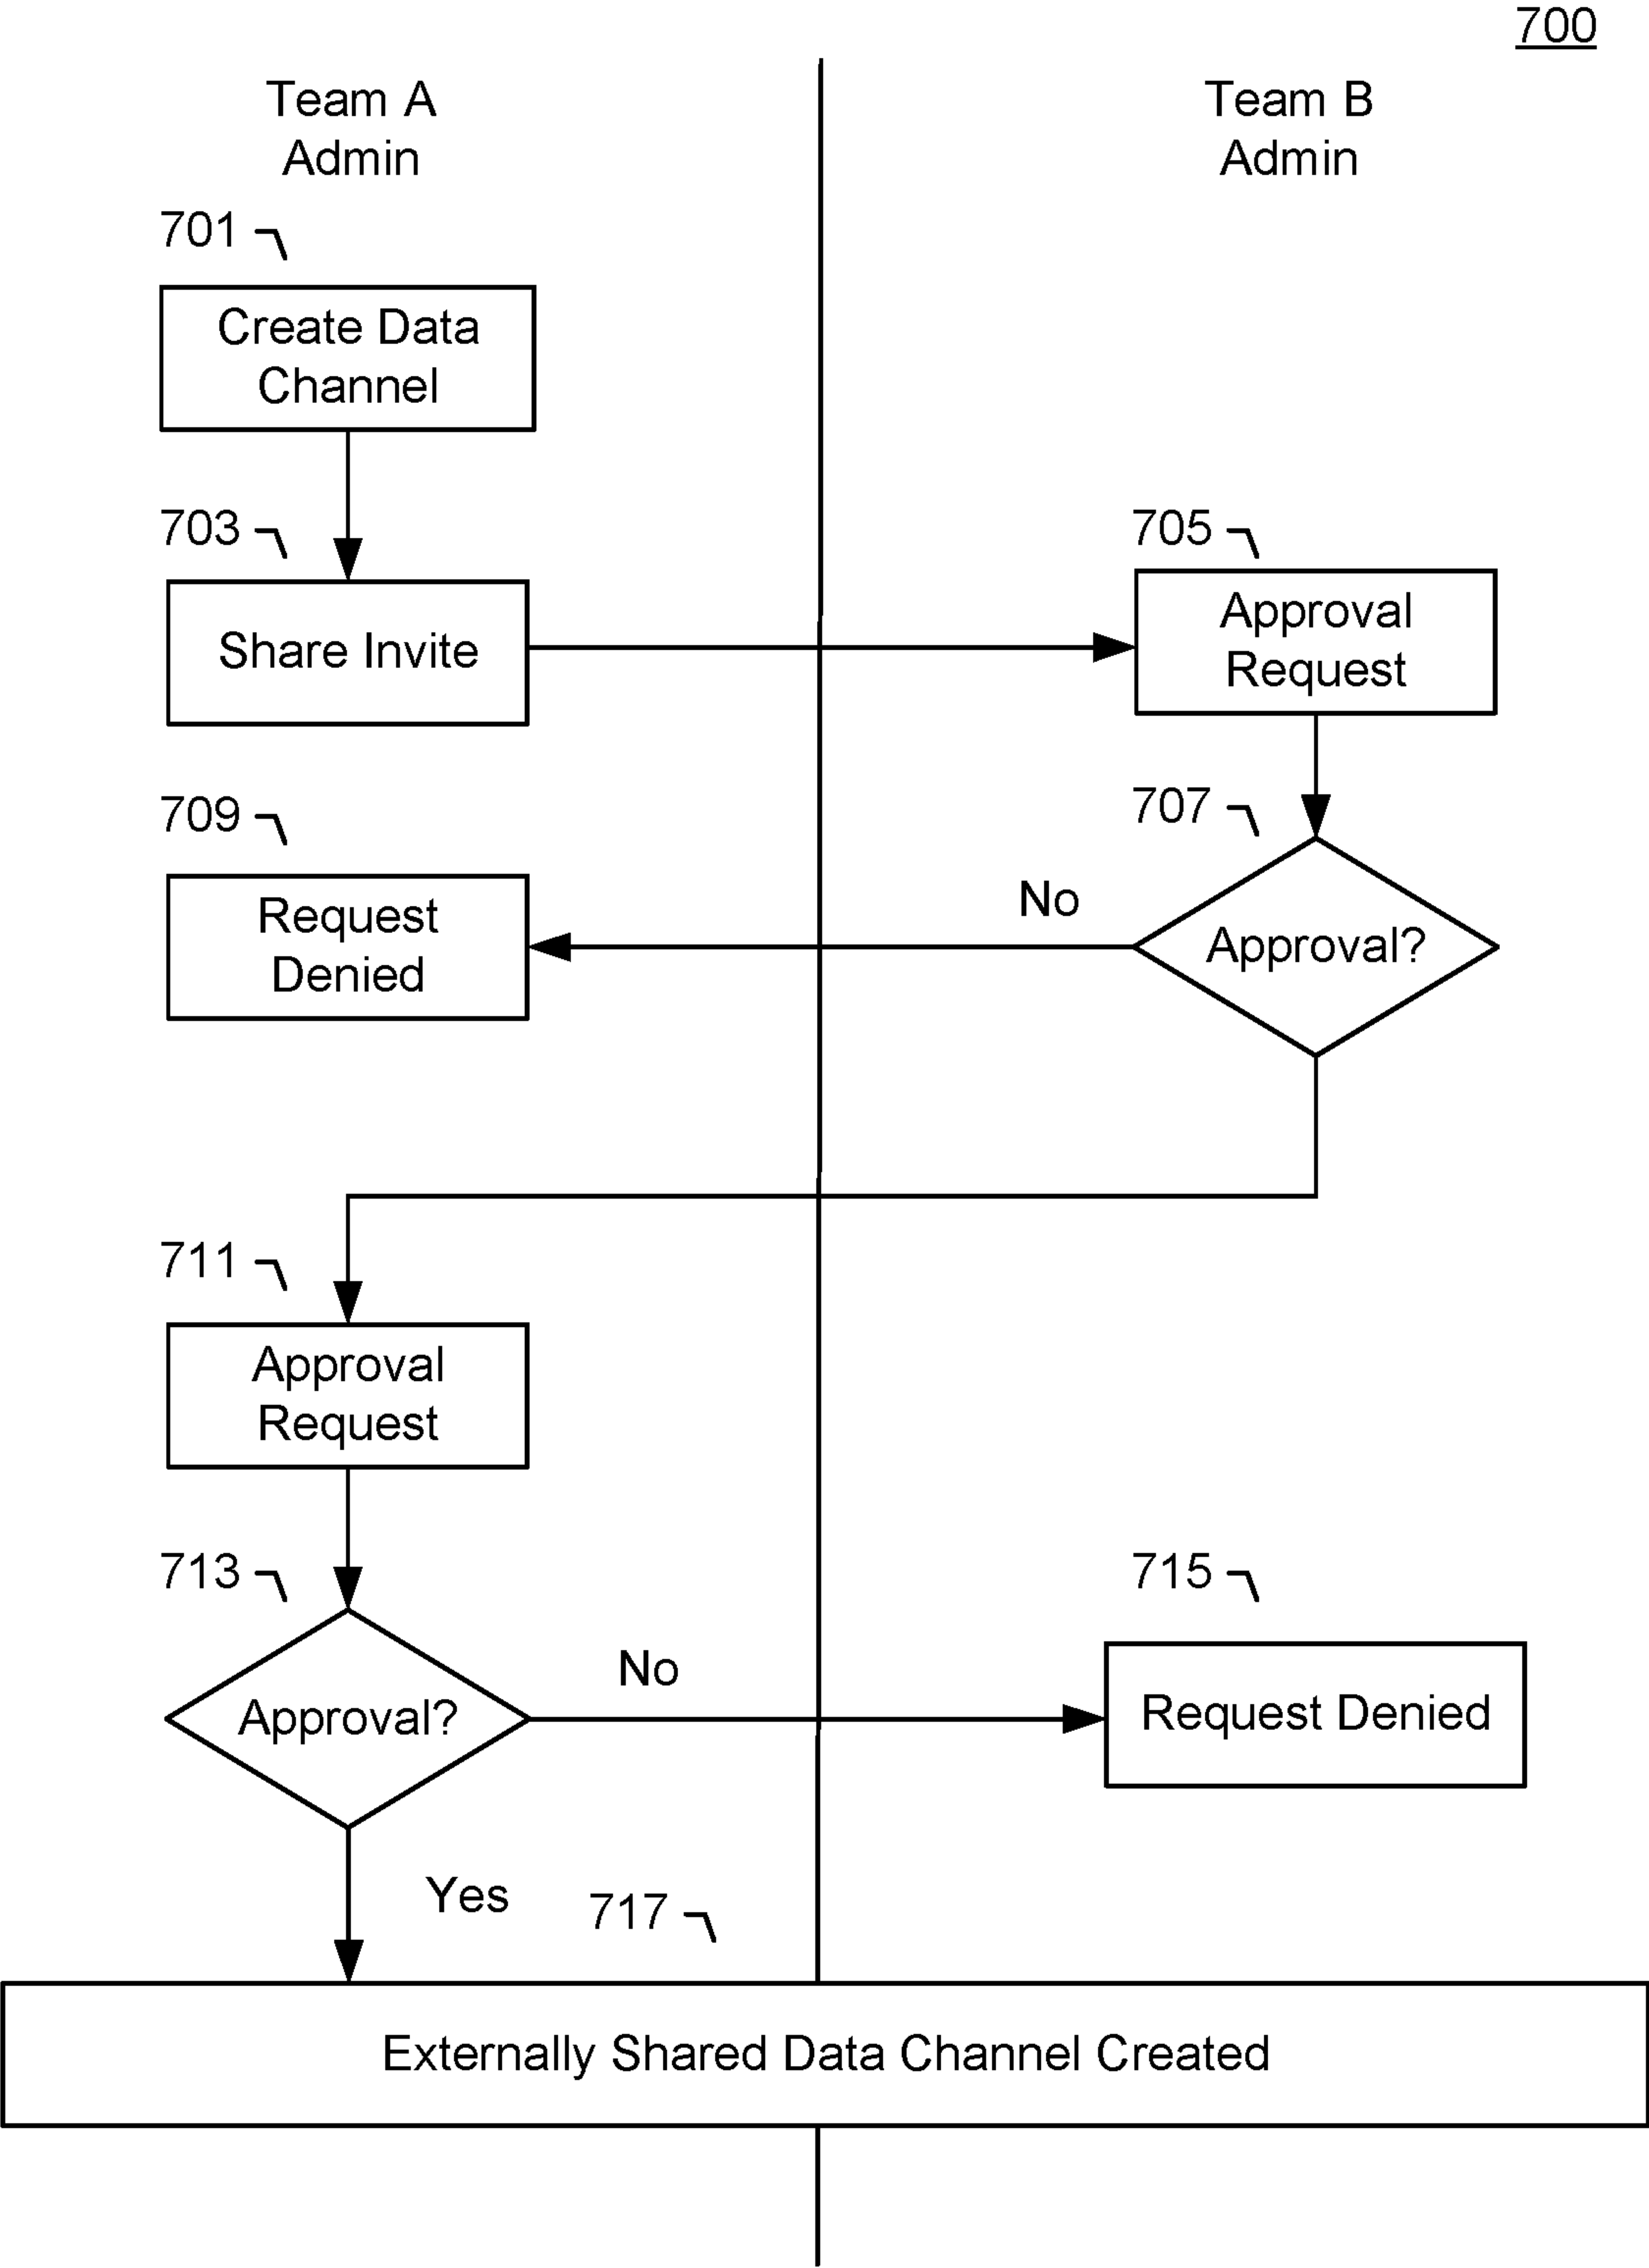 700
Team A
Admin
Team B
Admin
701
Create Data
Channel
703
Share Invite
705
Approval
Request
707
Approval?
No
709
Request
Denied
711
Approval
Request
713
Approval?
No
715
Request Denied
Yes
717
Externally Shared Data Channel Created